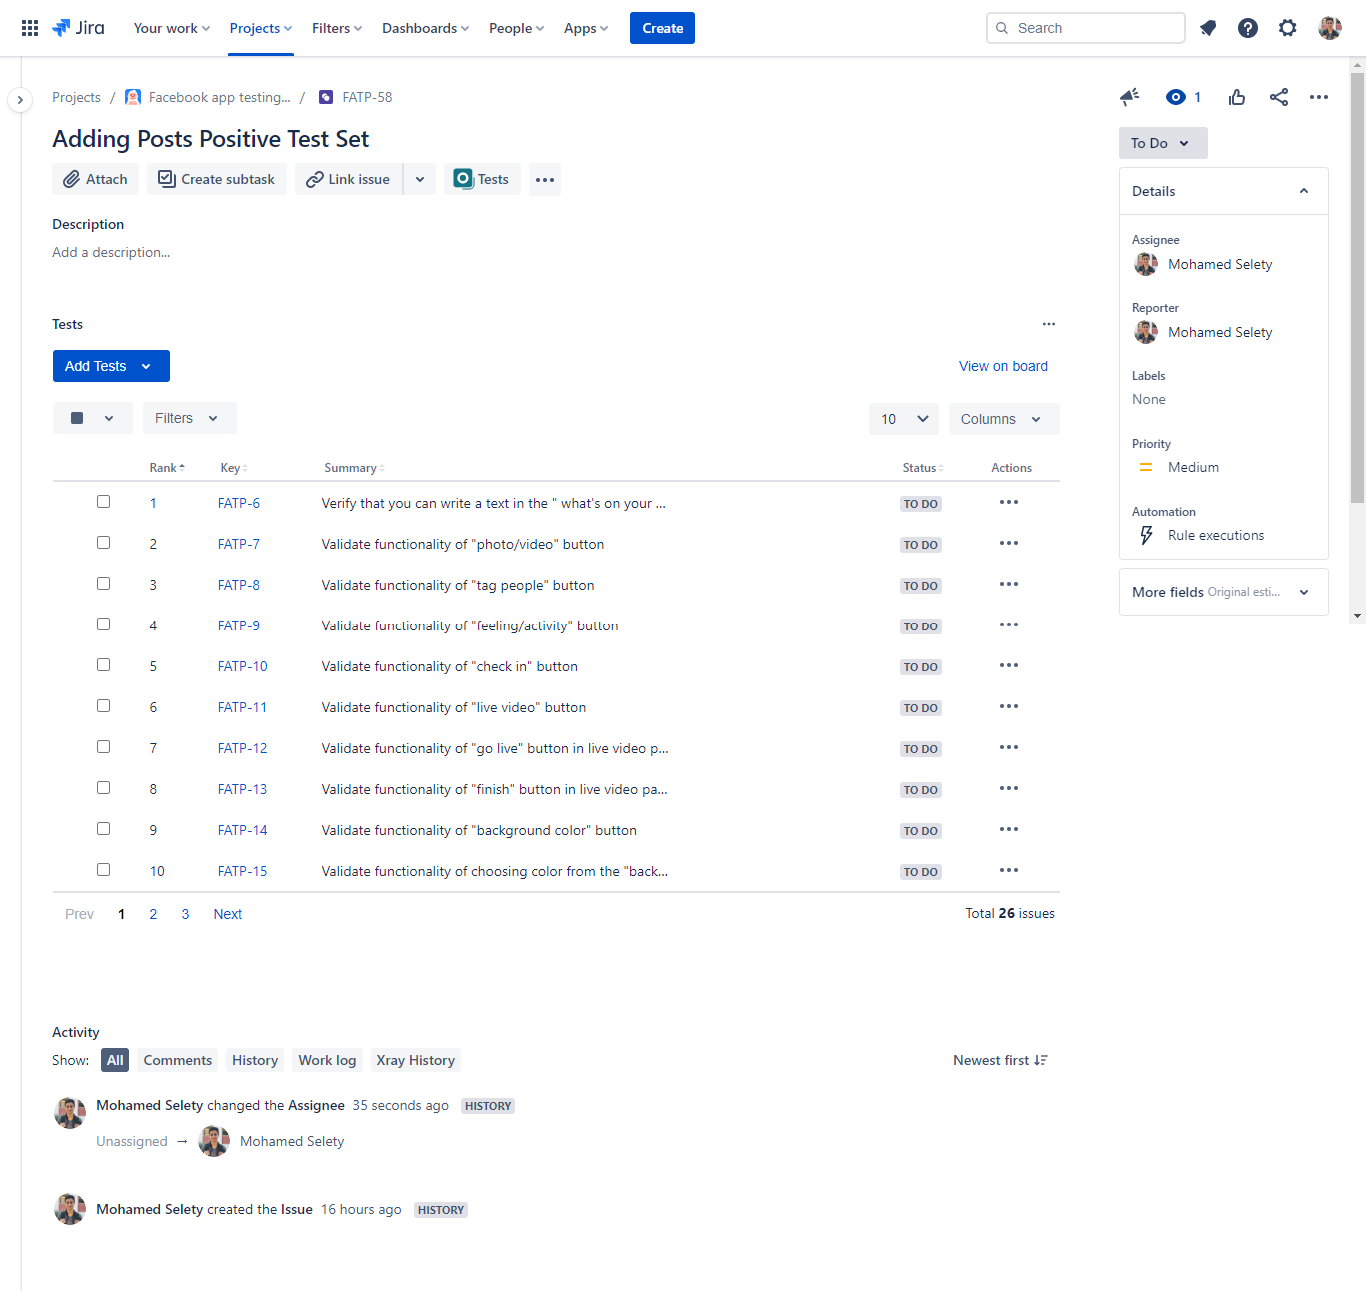 Jira Your work Projects Filters Dashboards People Apps Create Search
Projects / Facebook app testing... / FATP-58 1
Adding Posts Positive Test Set
To Do
Attach Create subtask Link issue Tests
Details
Description
Add a description...
Assignee
Mohamed Selety
Reporter
Mohamed Selety
Labels
None
Priority
Medium
Automation
Rule executions
More fields Original esti...
Tests
Add Tests View on board
Filters 10 Columns
Rank Key Summary Status Actions
1 FATP-6 Verify that you can write a text in the " what's on your ... TO DO
2 FATP-7 Validate functionality of "photo/video" button TO DO
3 FATP-8 Validate functionality of "tag people" button TO DO
4 FATP-9 Validate functionality of "feeling/activity" button TO DO
5 FATP-10 Validate functionality of "check in" button TO DO
6 FATP-11 Validate functionality of "live video" button TO DO
7 FATP-12 Validate functionality of "go live" button in live video p... TO DO
8 FATP-13 Validate functionality of "finish" button in live video pa... TO DO
9 FATP-14 Validate functionality of "background color" button TO DO
10 FATP-15 Validate functionality of choosing color from the "back... TO DO
Prev 1 2 3 Next Total 26 issues
Activity
Show: All Comments History Work log Xray History Newest first
Mohamed Selety changed the Assignee 35 seconds ago HISTORY
Unassigned → Mohamed Selety
Mohamed Selety created the Issue 16 hours ago HISTORY